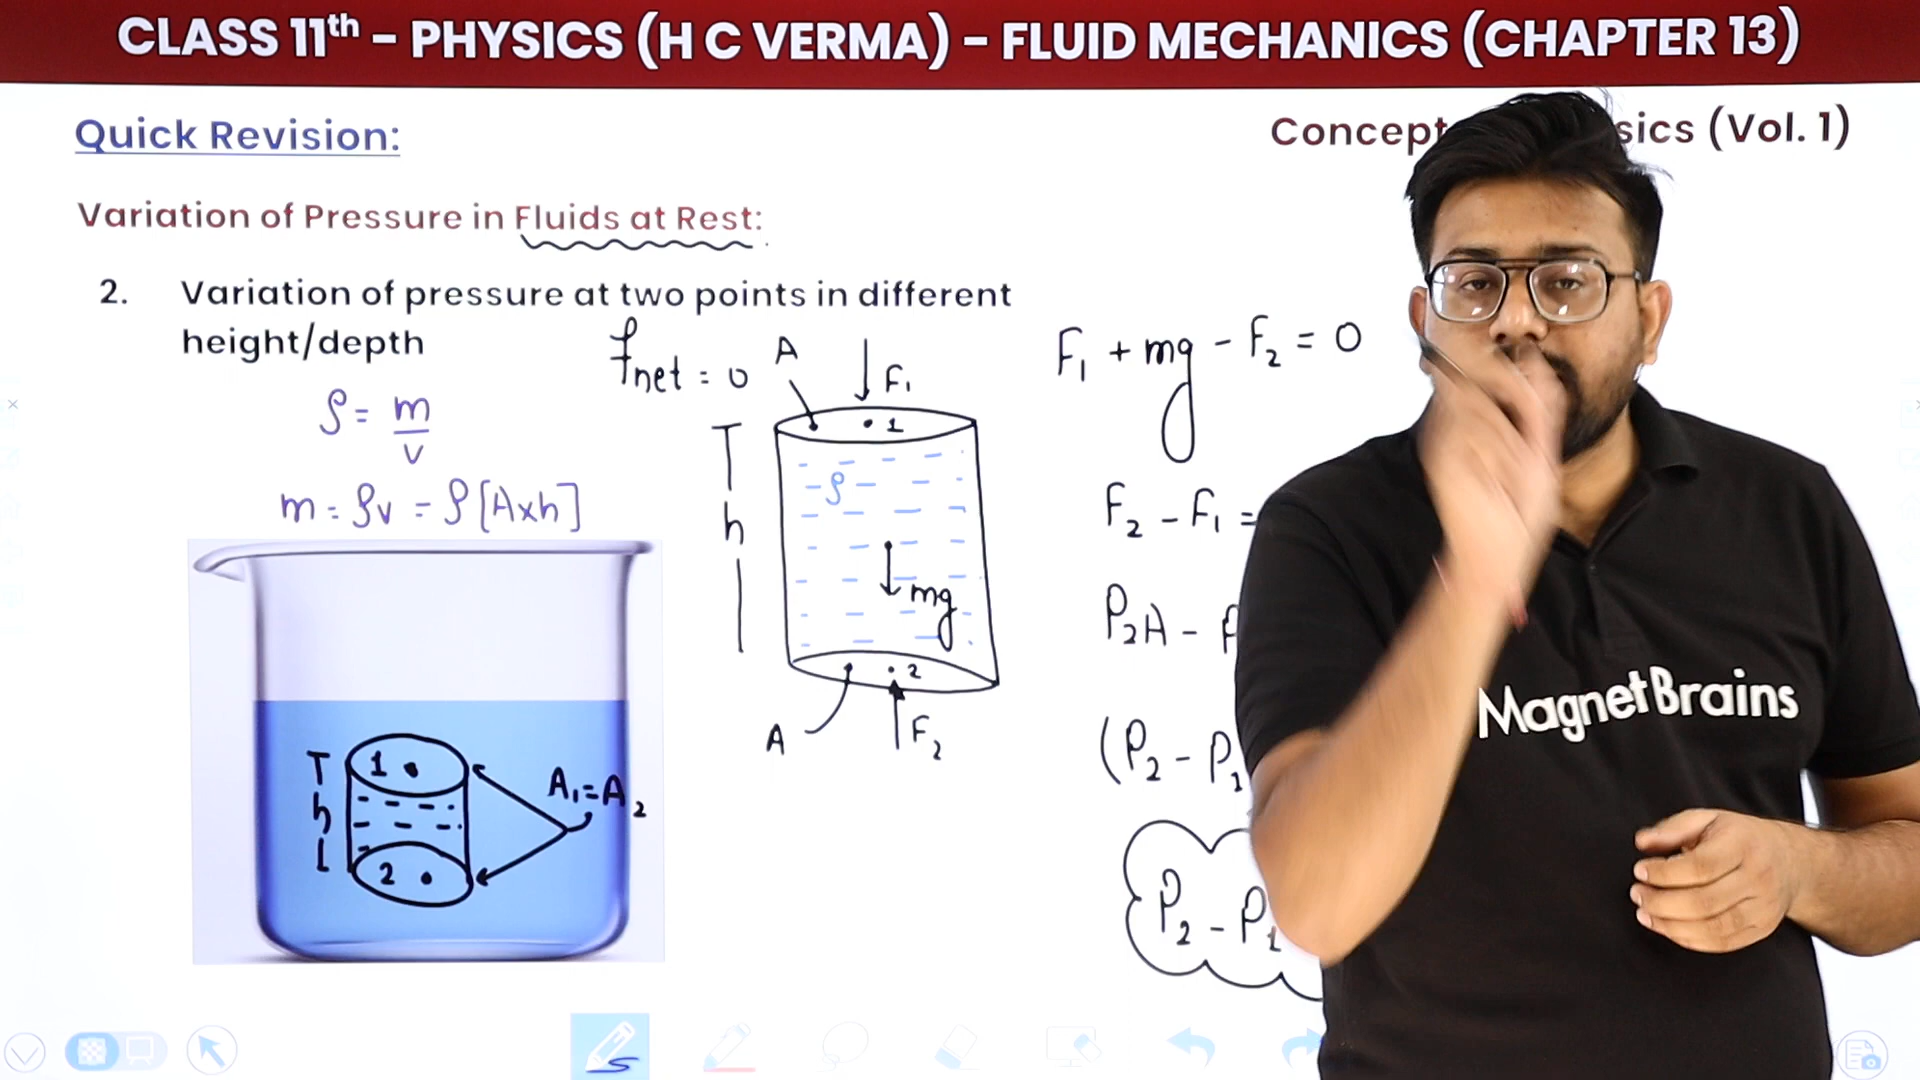 CLASS 11th - PHYSICS (H C VERMA) - FLUID MECHANICS (CHAPTER 13)
Quick Revision:
Concept sics (Vol. 1)
Variation of Pressure in Fluids at Rest:
2. Variation of pressure at two points in different
height/depth
fnet = 0
A
F₁
F₁ + mg - F₂ = 0
ρ = m/v
1
m = ρv = ρ[A×h]
ρ
h
F₂ - F₁ =
mg
P₂A - P
2
A
F₂
(P₂ - P₁
1
h
A₁=A₂
2
P₂ - P₁
MagnetBrains